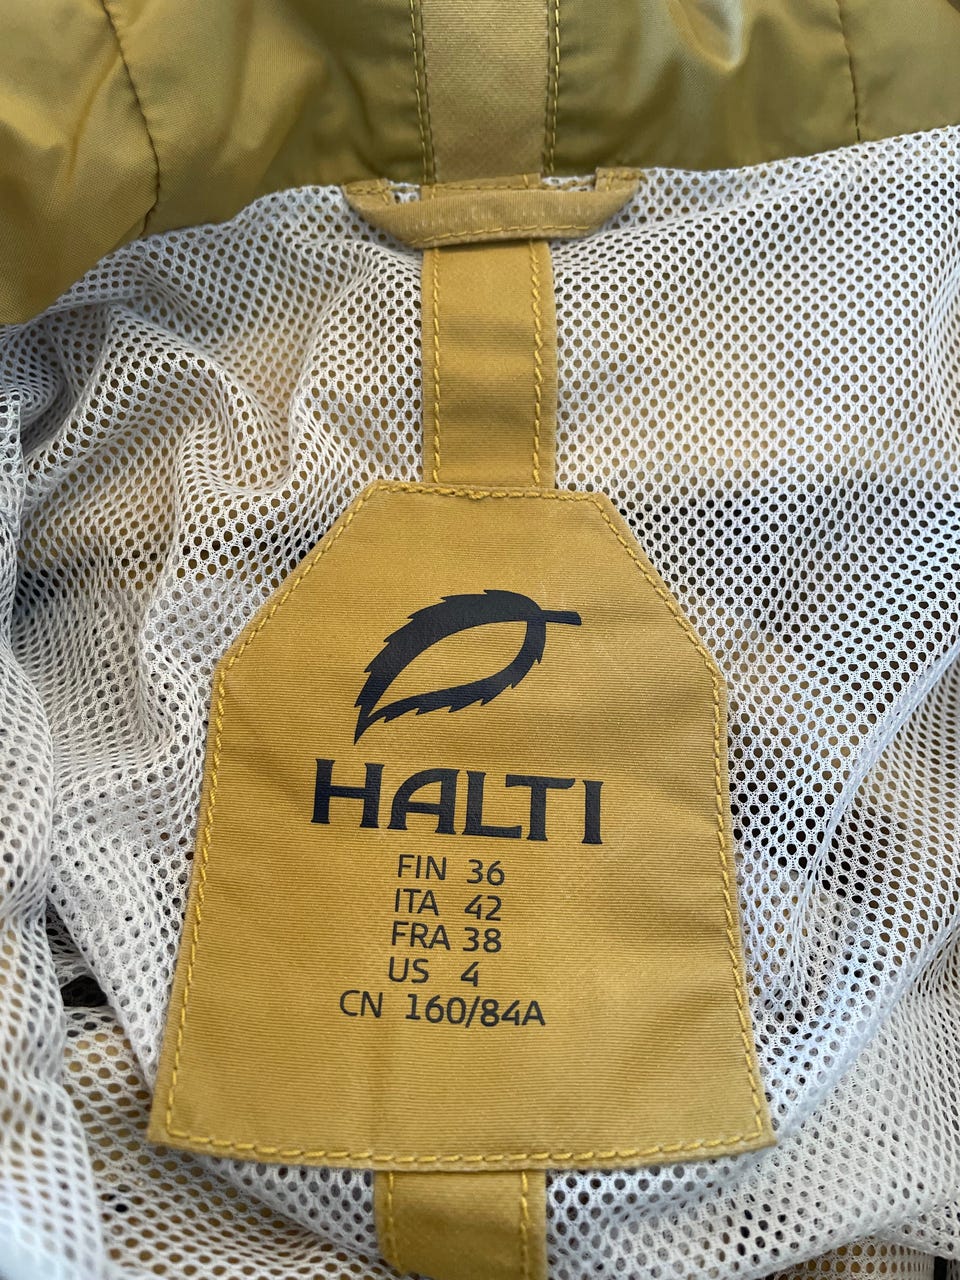 HALTI
FIN 36
ITA 42
FRA 38
US 4
CN 160/84A